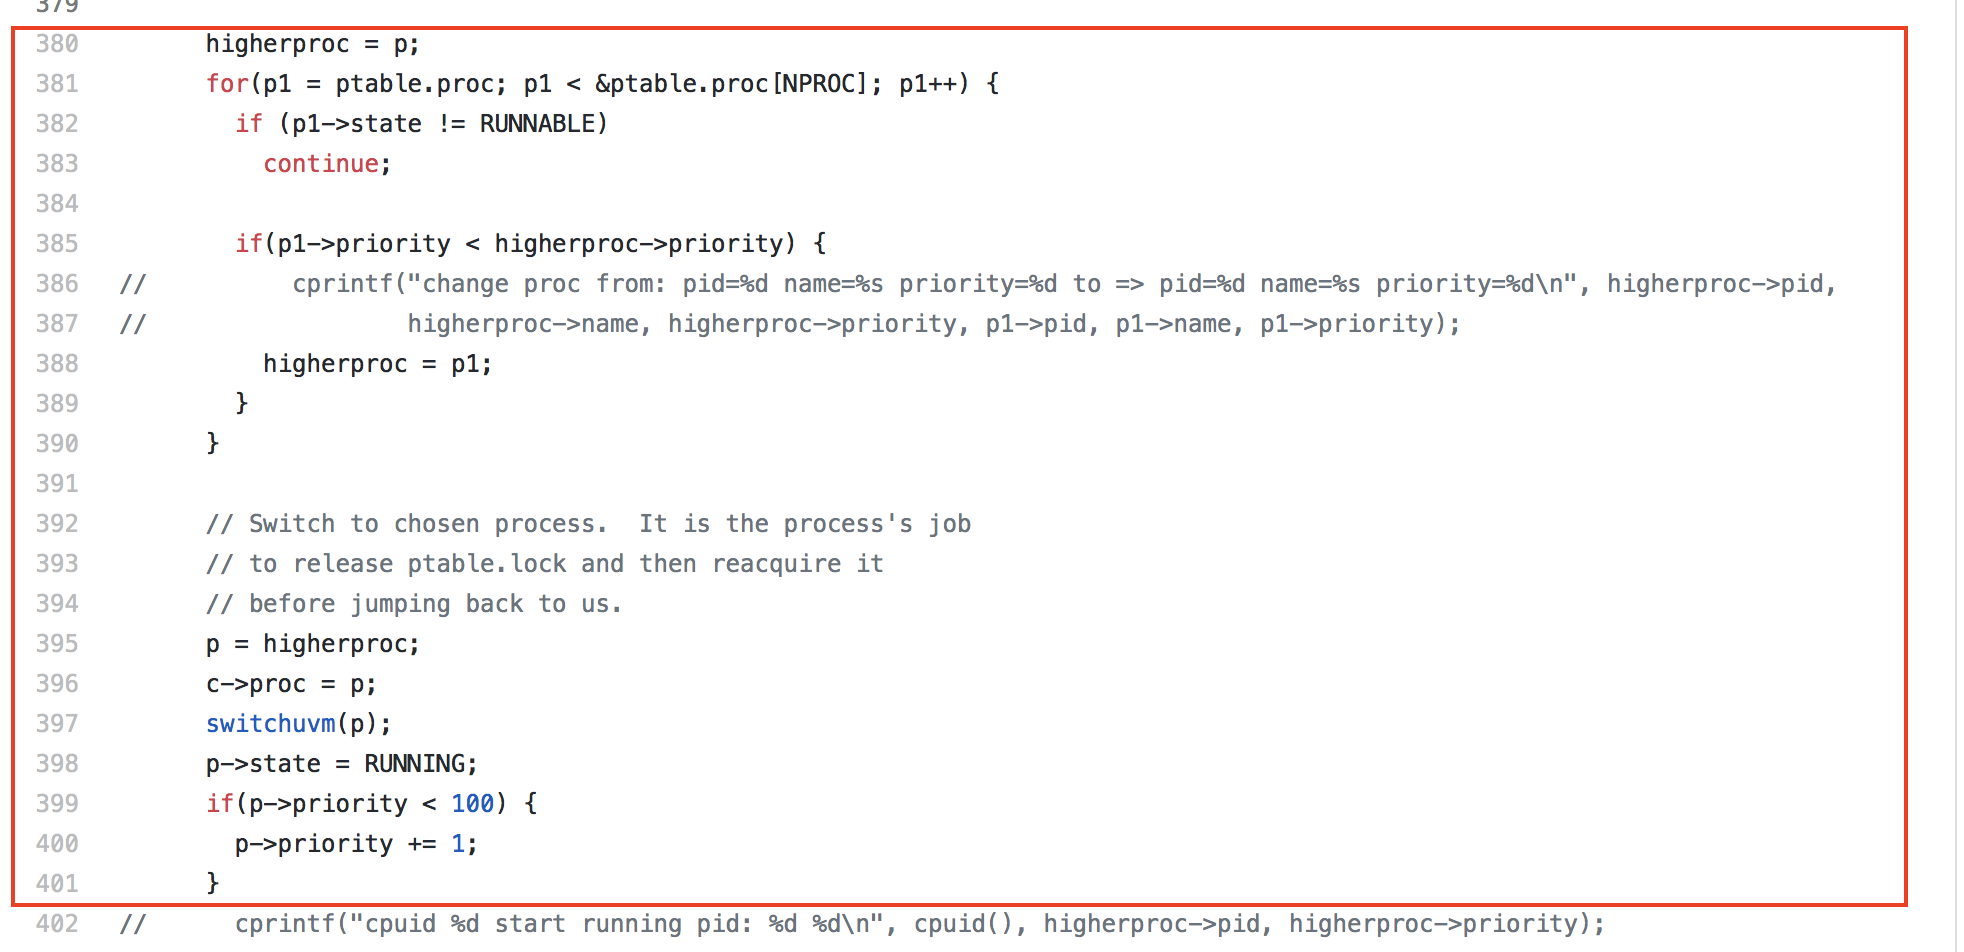 379
380 higherproc = p;
381 for(p1 = ptable.proc; p1 < &ptable.proc[NPROC]; p1++) {
382 if (p1->state != RUNNABLE)
383 continue;
384
385 if(p1->priority < higherproc->priority) {
386 // cprintf("change proc from: pid=%d name=%s priority=%d to => pid=%d name=%s priority=%d\n", higherproc->pid,
387 // higherproc->name, higherproc->priority, p1->pid, p1->name, p1->priority);
388 higherproc = p1;
389 }
390 }
391
392 // Switch to chosen process.  It is the process's job
393 // to release ptable.lock and then reacquire it
394 // before jumping back to us.
395 p = higherproc;
396 c->proc = p;
397 switchuvm(p);
398 p->state = RUNNING;
399 if(p->priority < 100) {
400 p->priority += 1;
401 }
402 // cprintf("cpuid %d start running pid: %d %d\n", cpuid(), higherproc->pid, higherproc->priority);